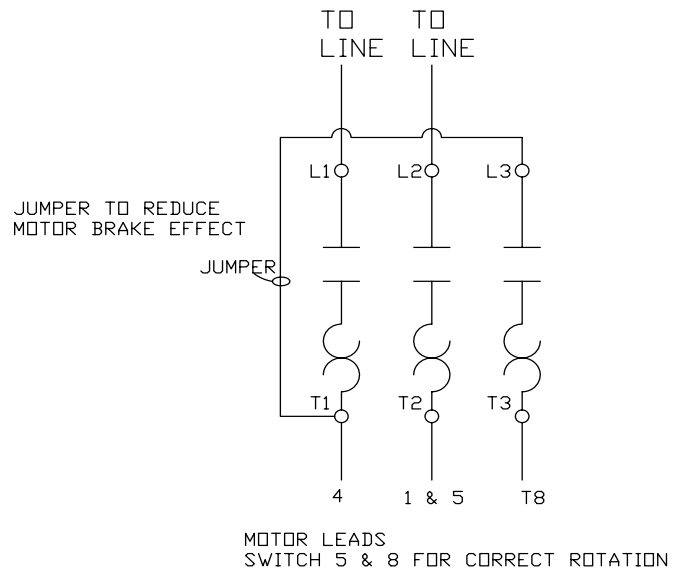 TO TO
LINE LINE
L1 L2 L3
JUMPER TO REDUCE
MOTOR BRAKE EFFECT
JUMPER
T1 T2 T3
4 1 & 5 T8
MOTOR LEADS
SWITCH 5 & 8 FOR CORRECT ROTATION